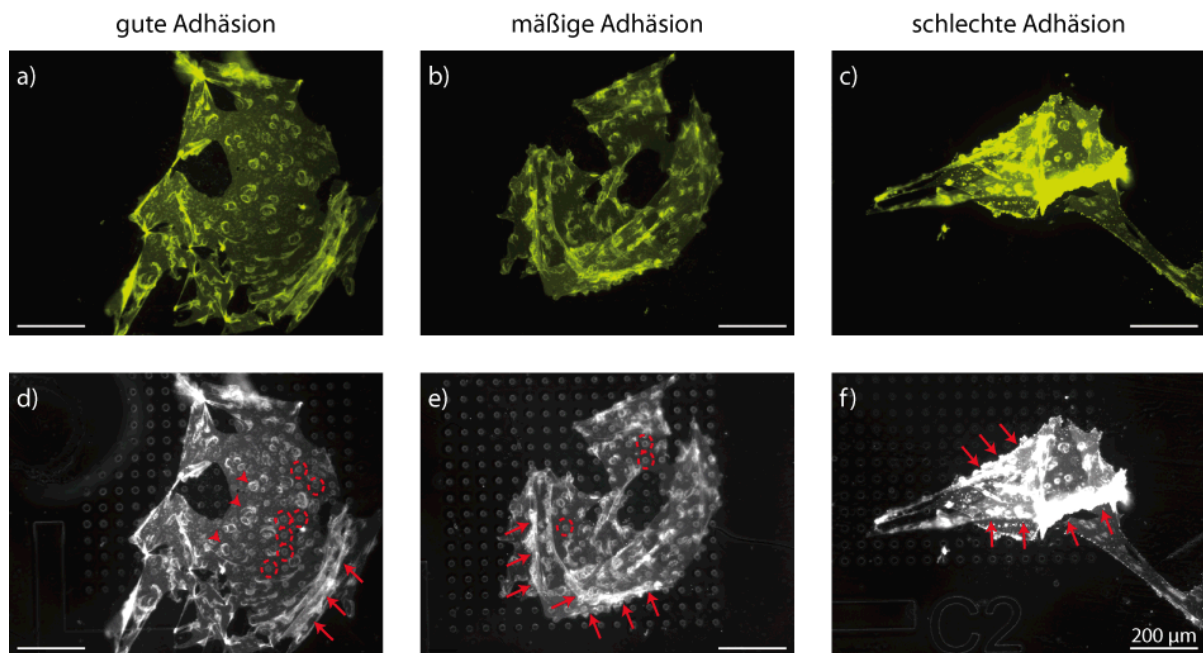 gute Adhäsion
mäßige Adhäsion
schlechte Adhäsion
a)
b)
c)
d)
e)
f)
C2
200 µm